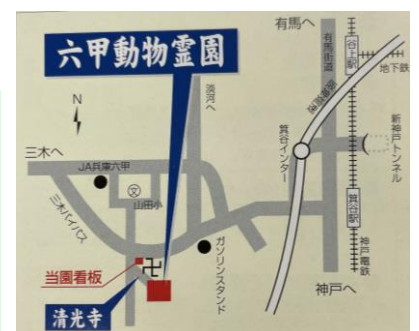 六甲動物霊園
有馬へ
有馬街道
谷上駅
地下鉄
淡河へ
阪神高速
N
三木へ
JA兵庫六甲
文
山田小
箕谷インター
新神戸トンネル
三木バイパス
箕谷駅
ガソリンスタンド
神戸電鉄
当園看板
卍
清光寺
神戸へ